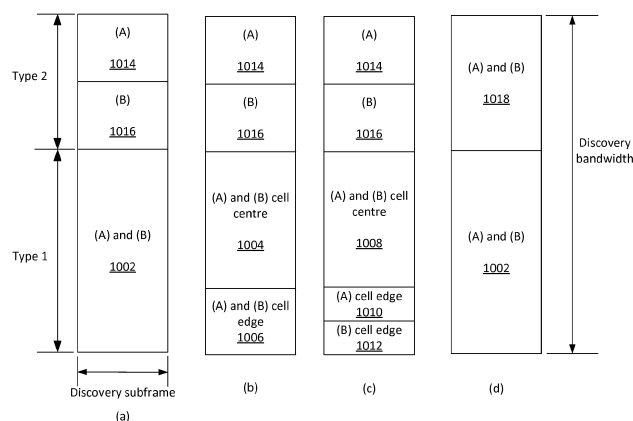 Type 2
Type 1
(A)
1014
(B)
1016
(A) and (B)
1002
Discovery subframe
(a)
(A)
1014
(B)
1016
(A) and (B) cell
centre
1004
(A) and (B) cell
edge
1006
(b)
(A)
1014
(B)
1016
(A) and (B) cell
centre
1008
(A) cell edge
1010
(B) cell edge
1012
(c)
(A) and (B)
1018
(A) and (B)
1002
(d)
Discovery
bandwidth